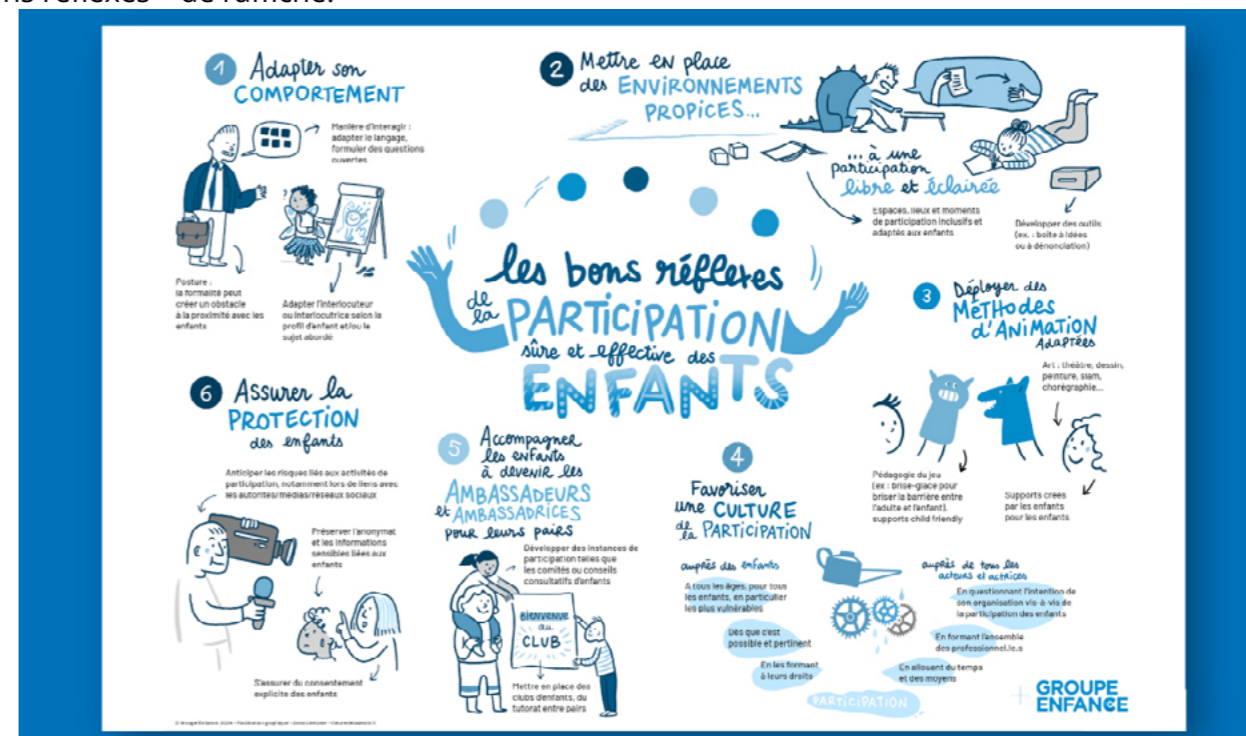 1
Adapter son
COMPORTEMENT
Manière d'interagir :
adapter le langage,
formuler des questions
ouvertes
Posture :
la formalité peut
créer un obstacle
à la proximité avec les
enfants
Adapter l'interlocuteur
ou interlocutrice selon le
profil d'enfant et/ou le
sujet abordé
2
Mettre en place
des ENVIRONNEMENTS
PROPICES...
... à une
participation
libre et éclairée
Espaces, lieux et moments
de participation inclusifs et
adaptés aux enfants
Développer des outils
(ex. : boîte à idées
ou à dénonciation)
les bons réflexes
de la PARTICIPATION
sûre et effective des
ENFANTS
3
Déployer des
MÉTHODES
d'ANIMATION
ADAPTÉES
Art : théâtre, dessin,
peinture, slam,
chorégraphie...
Pédagogie du jeu
(ex : brise-glace pour
briser la barrière entre
l'adulte et l'enfant),
supports child friendly
Supports créés
par les enfants
pour les enfants
4
Favoriser
une CULTURE
de la PARTICIPATION
auprès des enfants
A tous les âges, pour tous
les enfants, en particulier
les plus vulnérables
Dès que c'est
possible et pertinent
En les formant
à leurs droits
auprès de tous les
acteurs et actrices
En questionnant l'intention de
son organisation vis-à-vis de
la participation des enfants
En formant l'ensemble
des professionnel.le.s
En allouant du temps
et des moyens
PARTICIPATION
5
Accompagner
les enfants
à devenir les
AMBASSADEURS
et AMBASSADRICES
pour leurs pairs
Développer des instances de
participation telles que
les comités ou conseils
consultatifs d'enfants
BIENVENUE
au
CLUB
Mettre en place des
clubs d'enfants, du
tutorat entre pairs
6
Assurer la
PROTECTION
des enfants
Anticiper les risques liés aux activités de
participation, notamment lors de liens avec
les autorités/médias/réseaux sociaux
Préserver l'anonymat
et les informations
sensibles liées aux
enfants
S'assurer du consentement
explicite des enfants
© Groupe Enfance, 2024 - Facilitation graphique :
GROUPE
ENFANCE